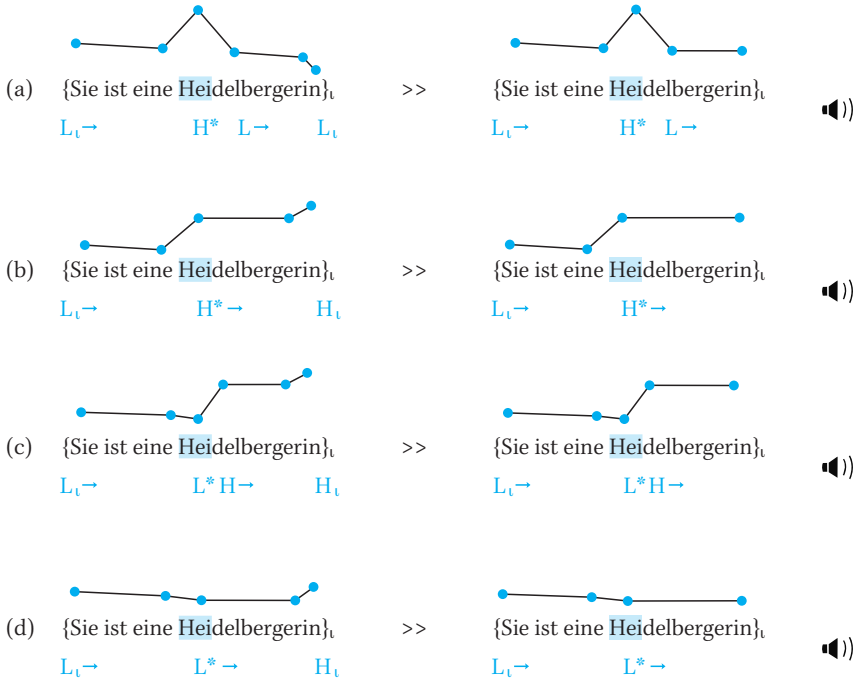 (a) {Sie ist eine Heidelbergerin}ι >> {Sie ist eine Heidelbergerin}ι
Lι→ H* L→ Lι Lι→ H* L→
(b) {Sie ist eine Heidelbergerin}ι >> {Sie ist eine Heidelbergerin}ι
Lι→ H*→ Hι Lι→ H*→
(c) {Sie ist eine Heidelbergerin}ι >> {Sie ist eine Heidelbergerin}ι
Lι→ L*H→ Hι Lι→ L*H→
(d) {Sie ist eine Heidelbergerin}ι >> {Sie ist eine Heidelbergerin}ι
Lι→ L*→ Hι Lι→ L*→